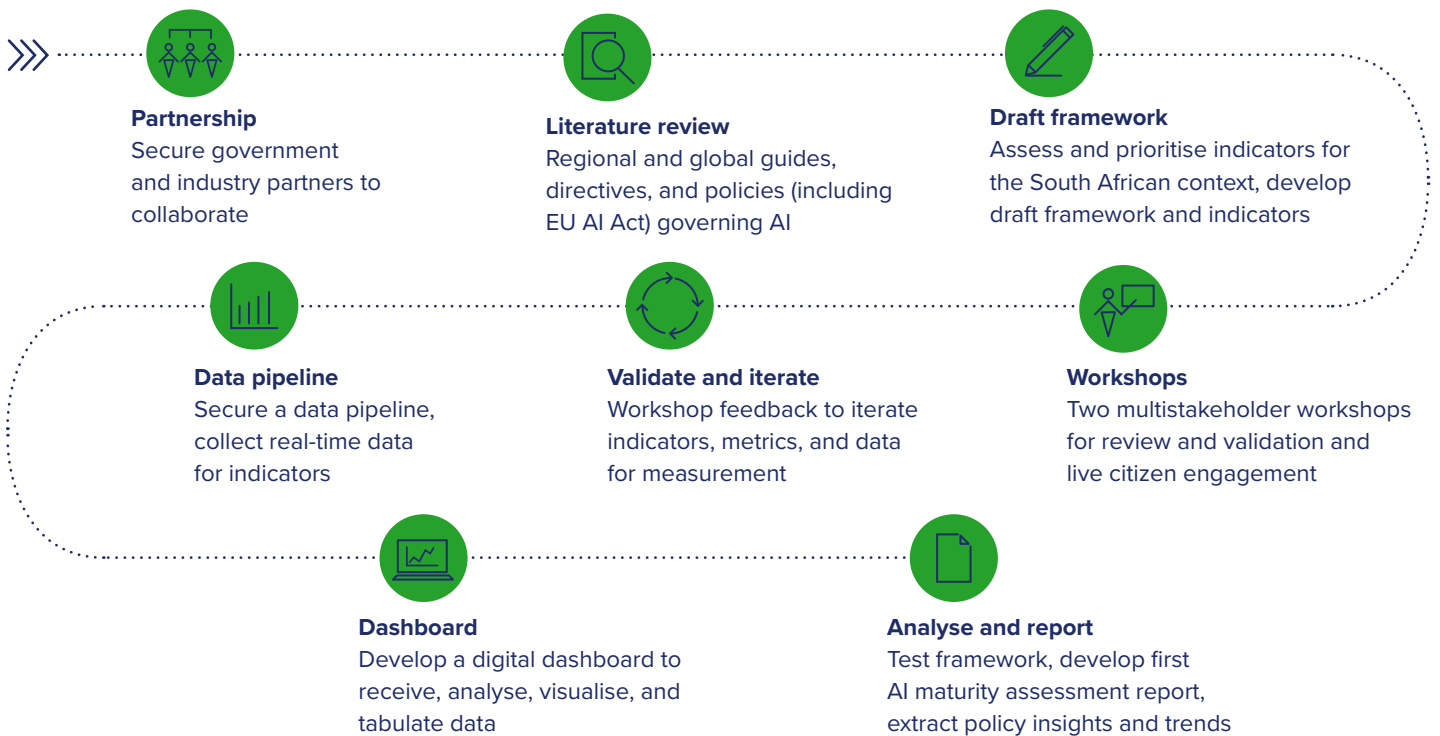 Partnership
Secure government
and industry partners to
collaborate
Literature review
Regional and global guides,
directives, and policies (including
EU AI Act) governing AI
Draft framework
Assess and prioritise indicators for
the South African context, develop
draft framework and indicators
Workshops
Two multistakeholder workshops
for review and validation and
live citizen engagement
Validate and iterate
Workshop feedback to iterate
indicators, metrics, and data
for measurement
Data pipeline
Secure a data pipeline,
collect real-time data
for indicators
Dashboard
Develop a digital dashboard to
receive, analyse, visualise, and
tabulate data
Analyse and report
Test framework, develop first
AI maturity assessment report,
extract policy insights and trends